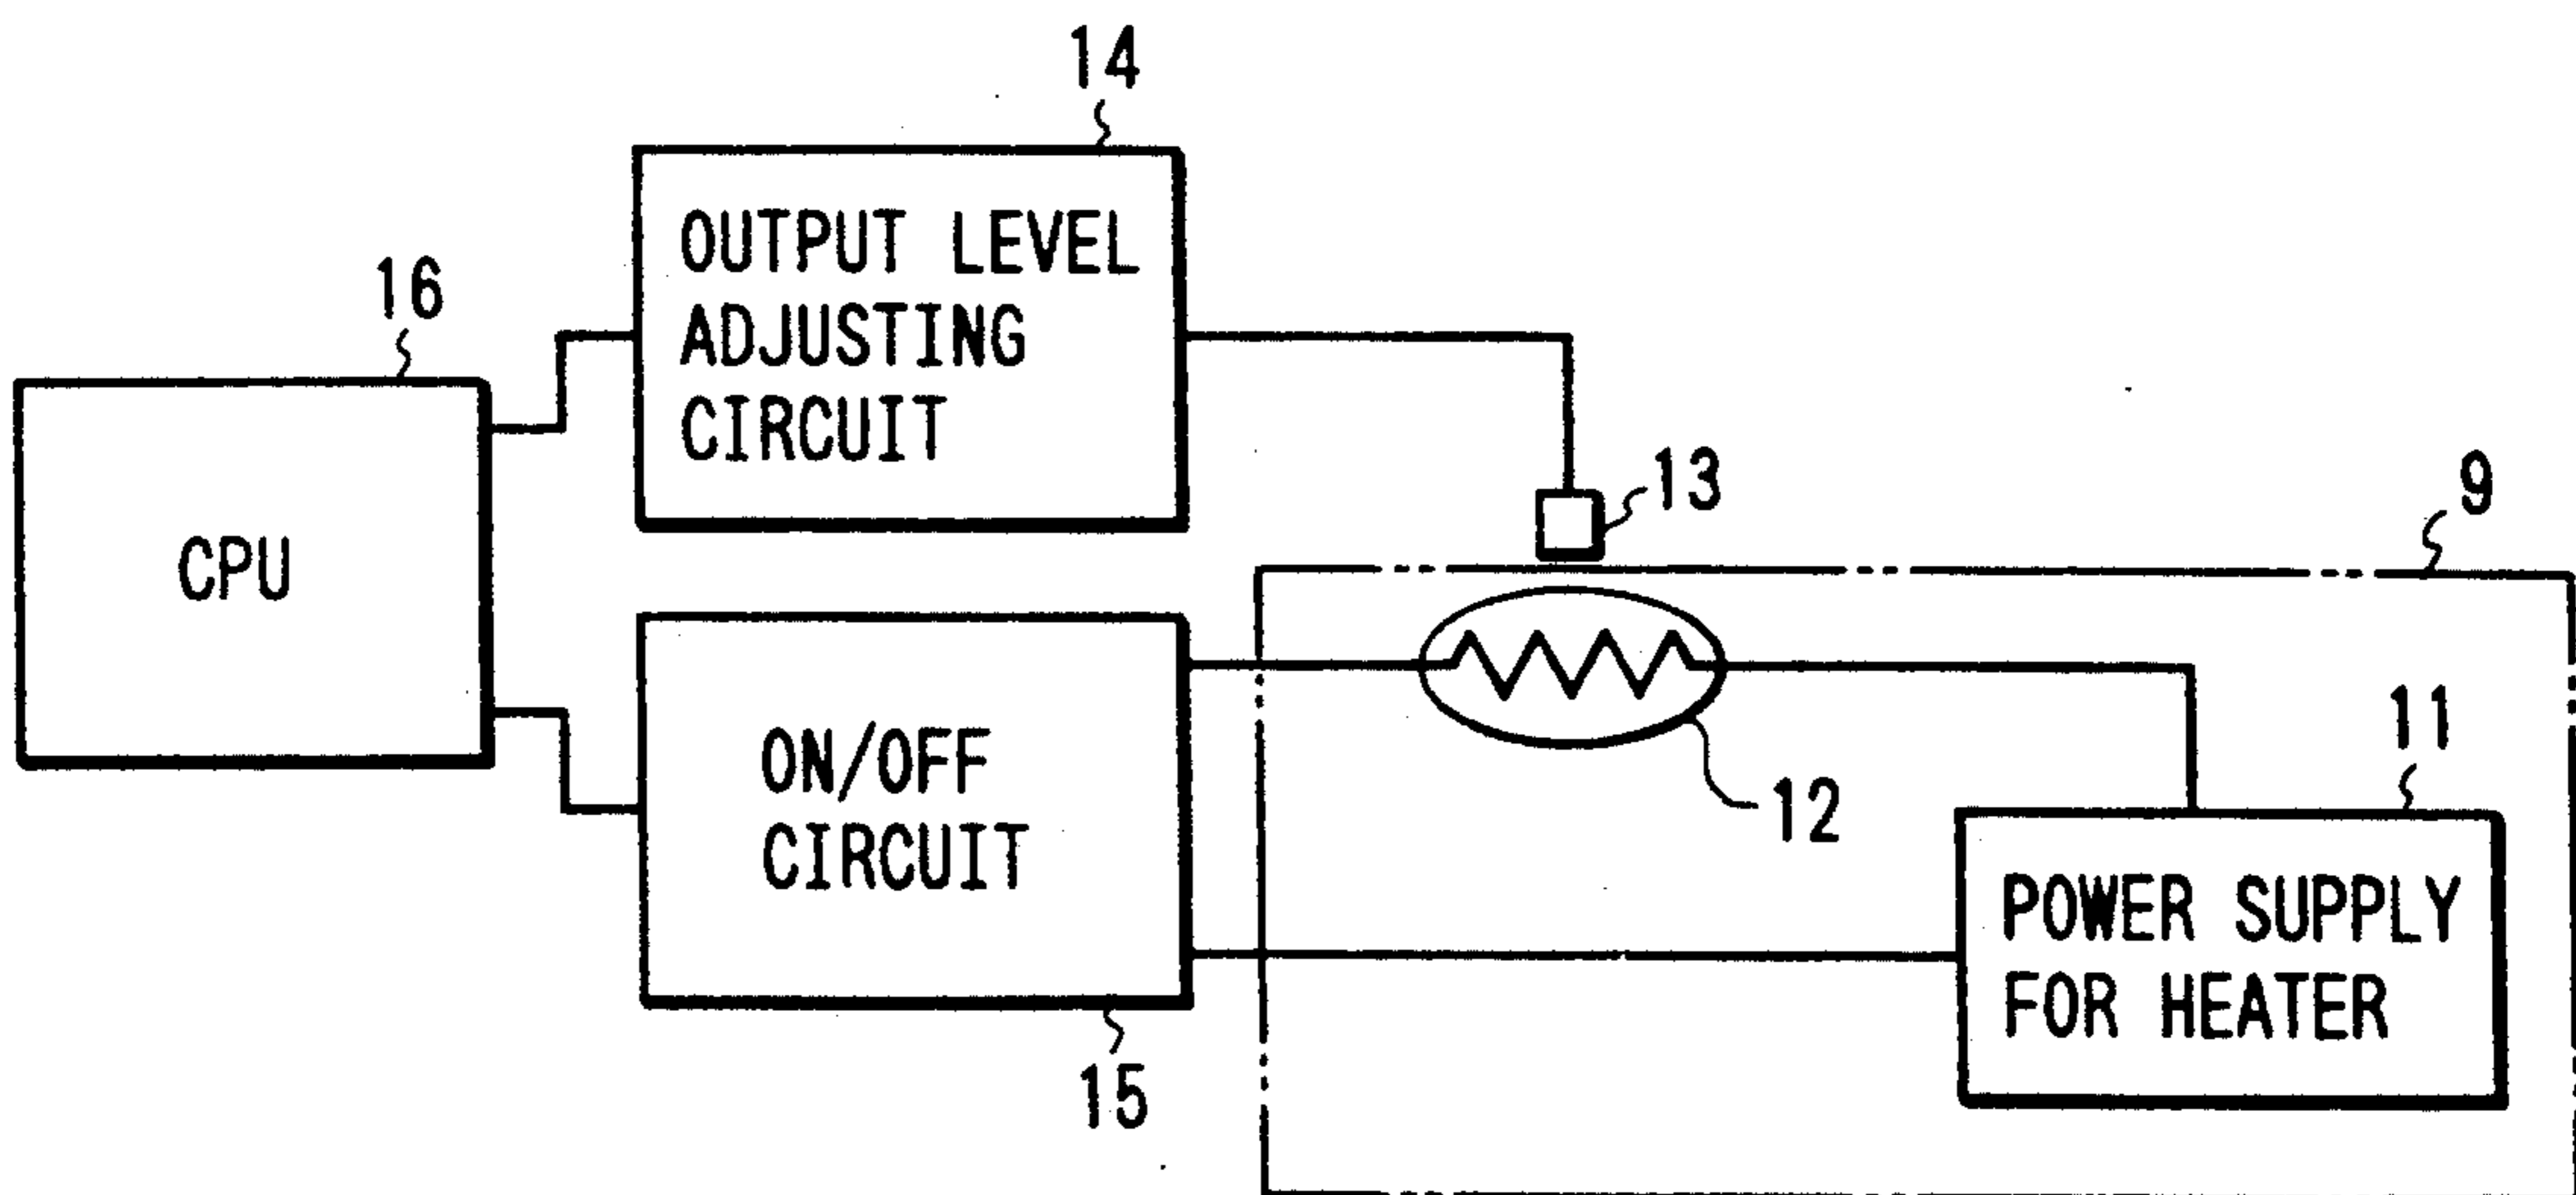 14
OUTPUT LEVEL
ADJUSTING
CIRCUIT
16
CPU
13
9
ON/OFF
CIRCUIT
12
11
POWER SUPPLY
FOR HEATER
15